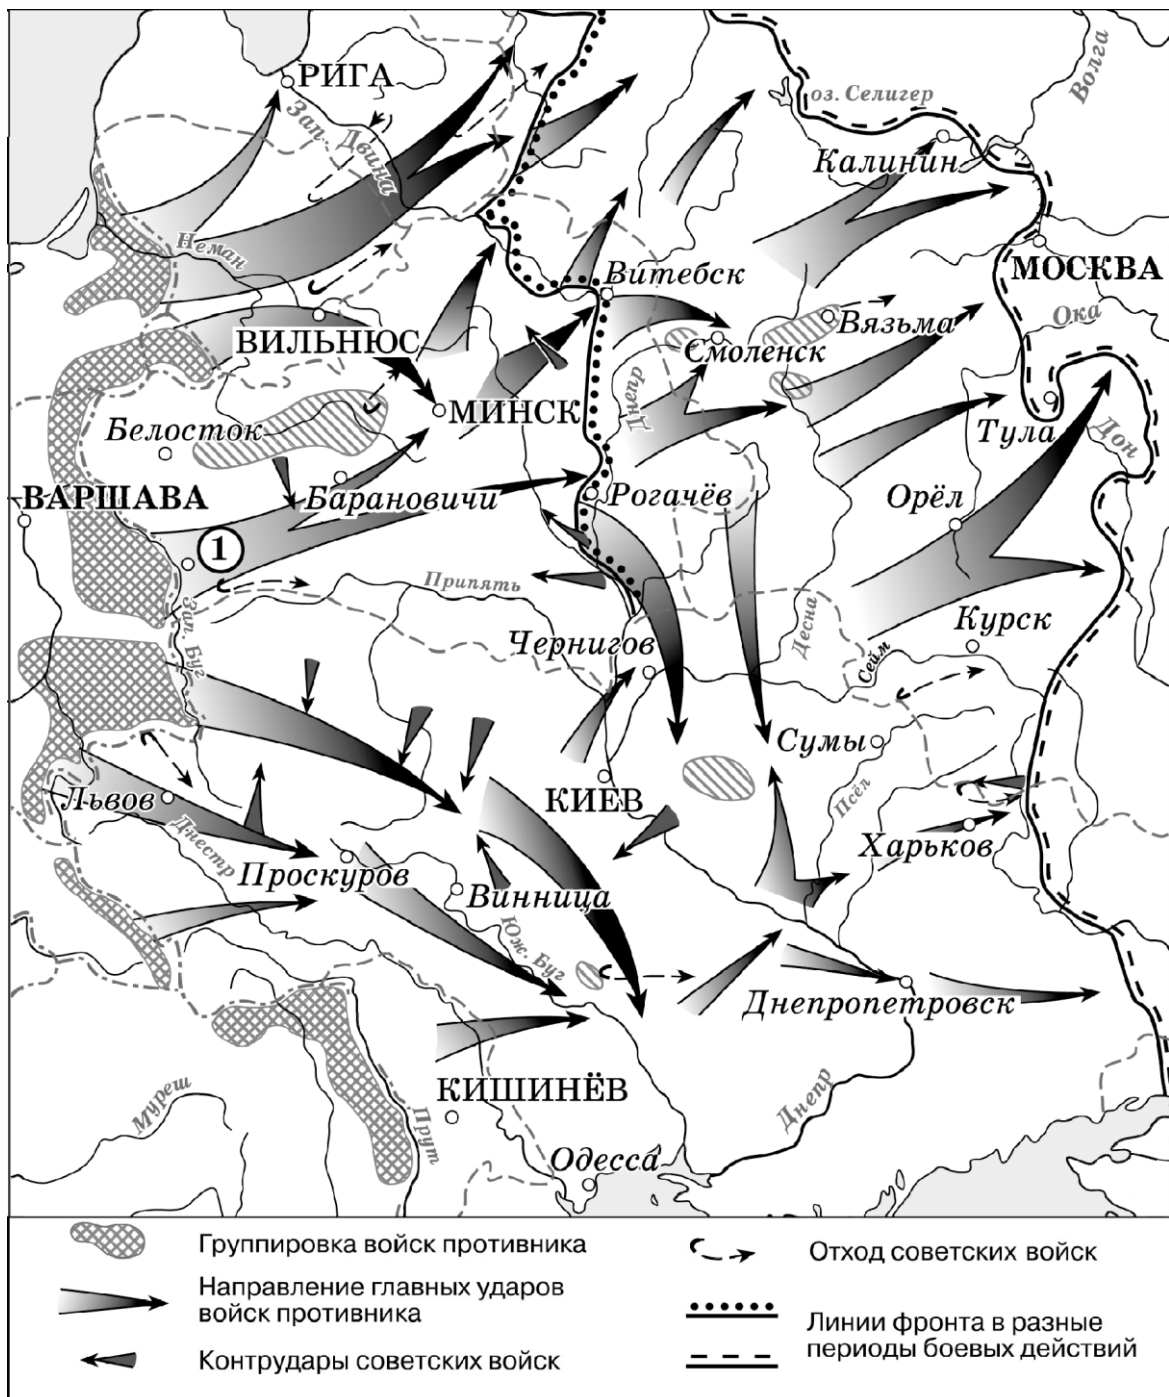 РИГА
Зап. Двина
оз. Селигер
Волга
Калинин
Неман
МОСКВА
Витебск
Ока
ВИЛЬНЮС
Вязьма
Смоленск
Днепр
МИНСК
Белосток
Тула
Дон
ВАРШАВА
Барановичи
Рогачёв
Орёл
1
Припять
Зап. Буг
Чернигов
Десна
Сейм
Курск
Сумы
Львов
КИЕВ
Псёл
Днестр
Харьков
Проскуров
Винница
Юж. Буг
Днепропетровск
КИШИНЁВ
Муреш
Прут
Днепр
Одесса
Группировка войск противника
Направление главных ударов
войск противника
Контрудары советских войск
Отход советских войск
Линии фронта в разные
периоды боевых действий